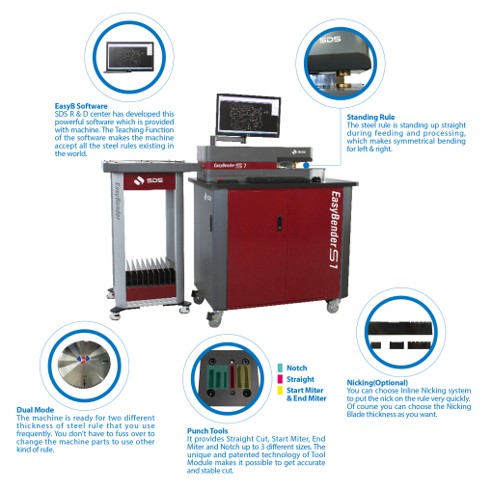 SDS
EasyB Software
SDS R & D center has developed this
powerful software which is provided
with machine. The Teaching Function
of the software makes the machine
accept all the steel rules existing in
the world.
Standing Rule
The steel rule is standing up straight
during feeding and processing,
which makes symmetrical bending
for left & right.
SDS
EasyBender
EasyBender S1
EasyBender S1
Notch
Straight
Start Miter
& End Miter
Dual Mode
The machine is ready for two different
thickness of steel rule that you use
frequently. You don't have to fuss over to
change the machine parts to use other
kind of rule.
Punch Tools
It provides Straight Cut, Start Miter, End
Miter and Notch up to 3 different sizes. The
unique and patented technology of Tool
Module makes it possible to get accurate
and stable cut.
Nicking(Optional)
You can choose Inline Nicking system
to put the nick on the rule very quickly.
Of course you can choose the Nicking
Blade thickness as you want.